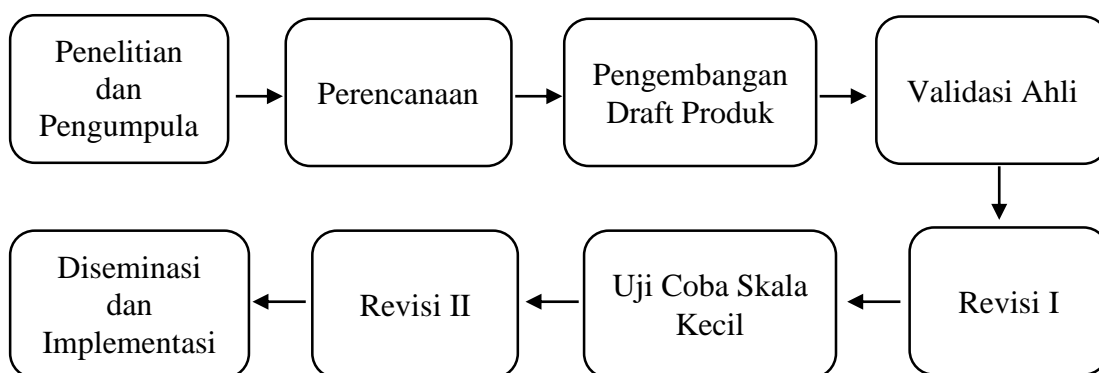 Penelitian
dan
Pengumpula
Perencanaan
Pengembangan
Draft Produk
Validasi Ahli
Revisi I
Uji Coba Skala
Kecil
Revisi II
Diseminasi
dan
Implementasi